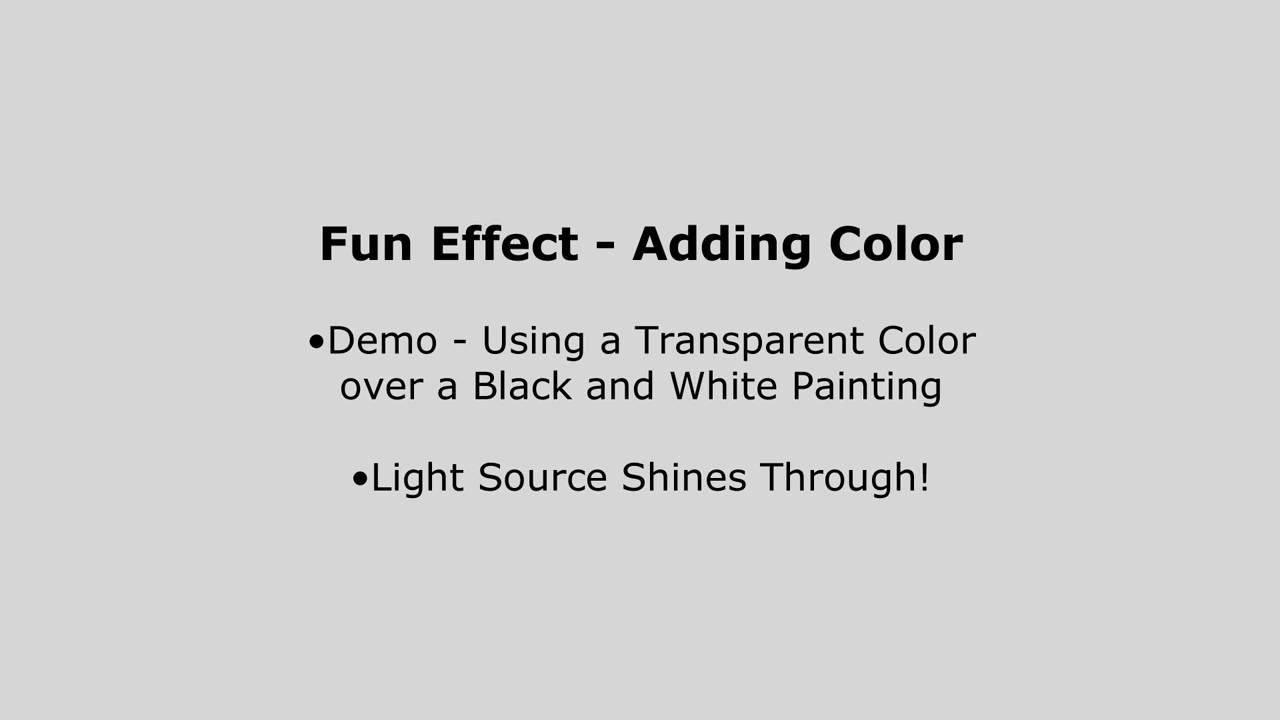 Fun Effect - Adding Color
•Demo - Using a Transparent Color
over a Black and White Painting
•Light Source Shines Through!